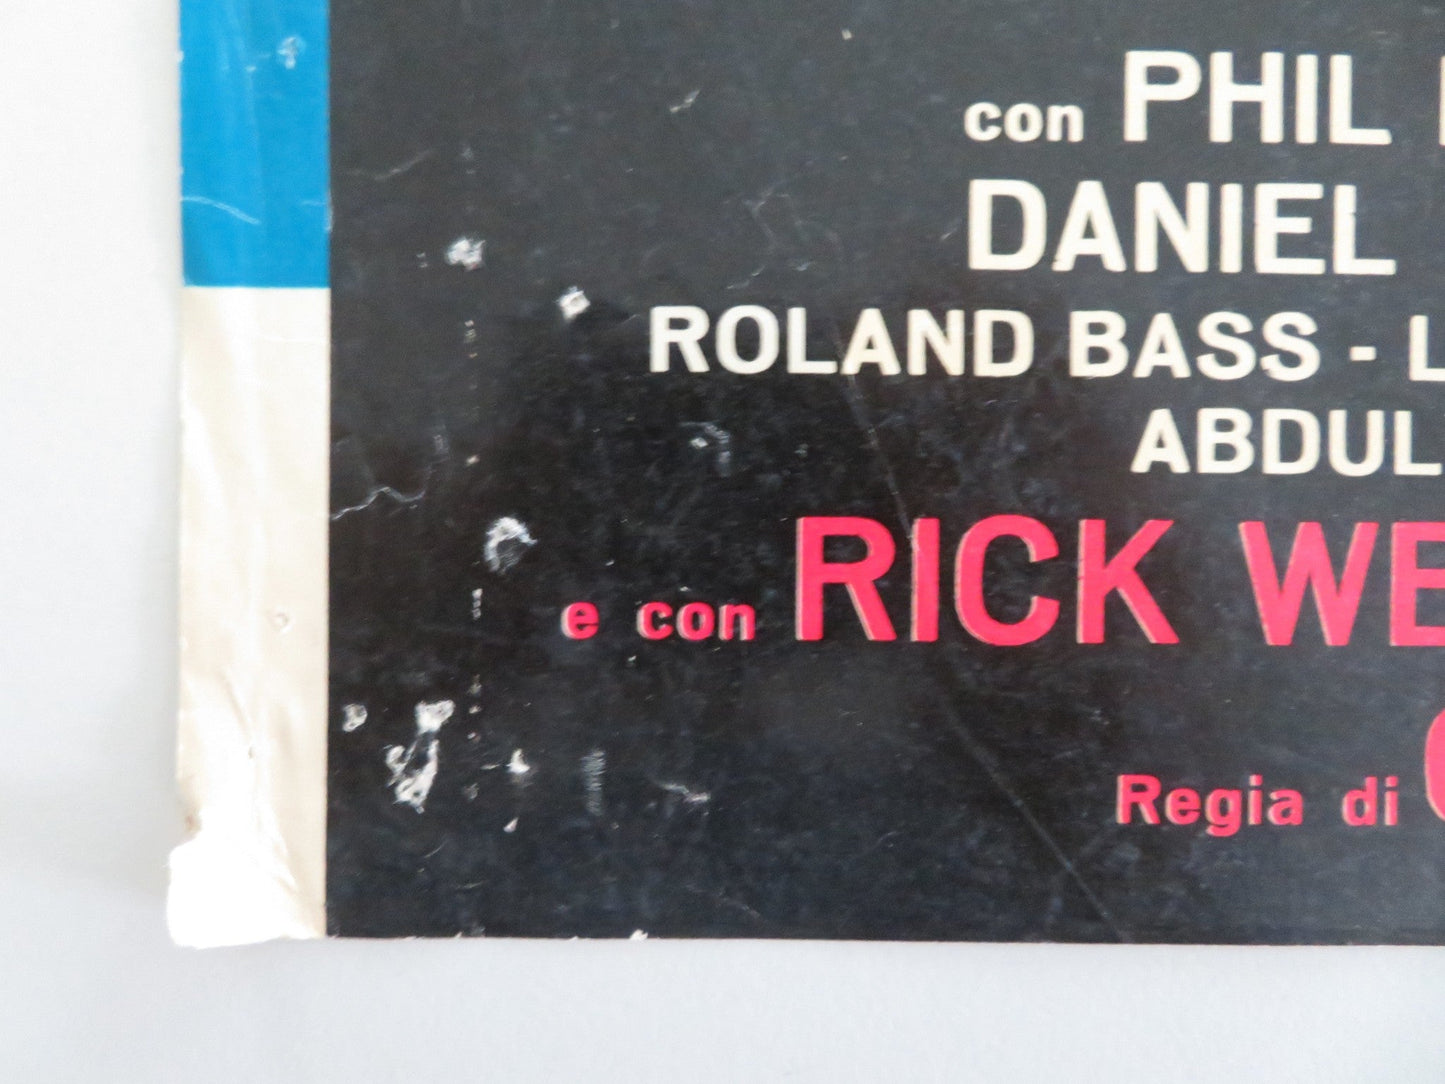 con PHIL
DANIEL
ROLAND BASS - L
ABDUL
e con RICK WE
Regia di